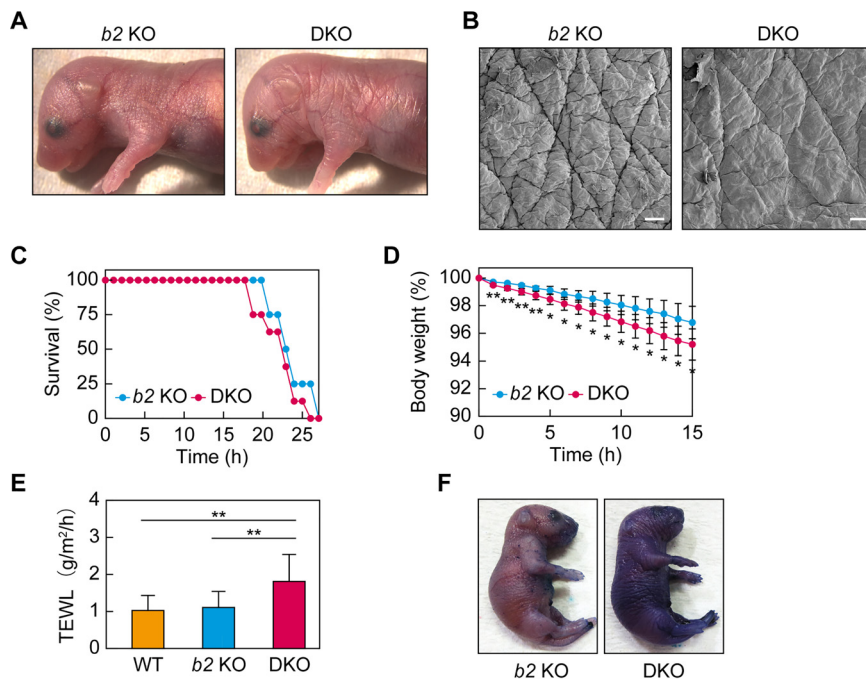 A
b2 KO
DKO
B
b2 KO
DKO
C
Survival (%)
100
75
50
25
0
b2 KO
DKO
0 5 10 15 20 25
Time (h)
D
Body weight (%)
100
98
96
94
92
90
** ** ** ** * * * * * * * * *
b2 KO
DKO
0 5 10 15
Time (h)
E
TEWL (g/m²/h)
4
3
2
1
0
**
**
WT b2 KO DKO
F
b2 KO
DKO